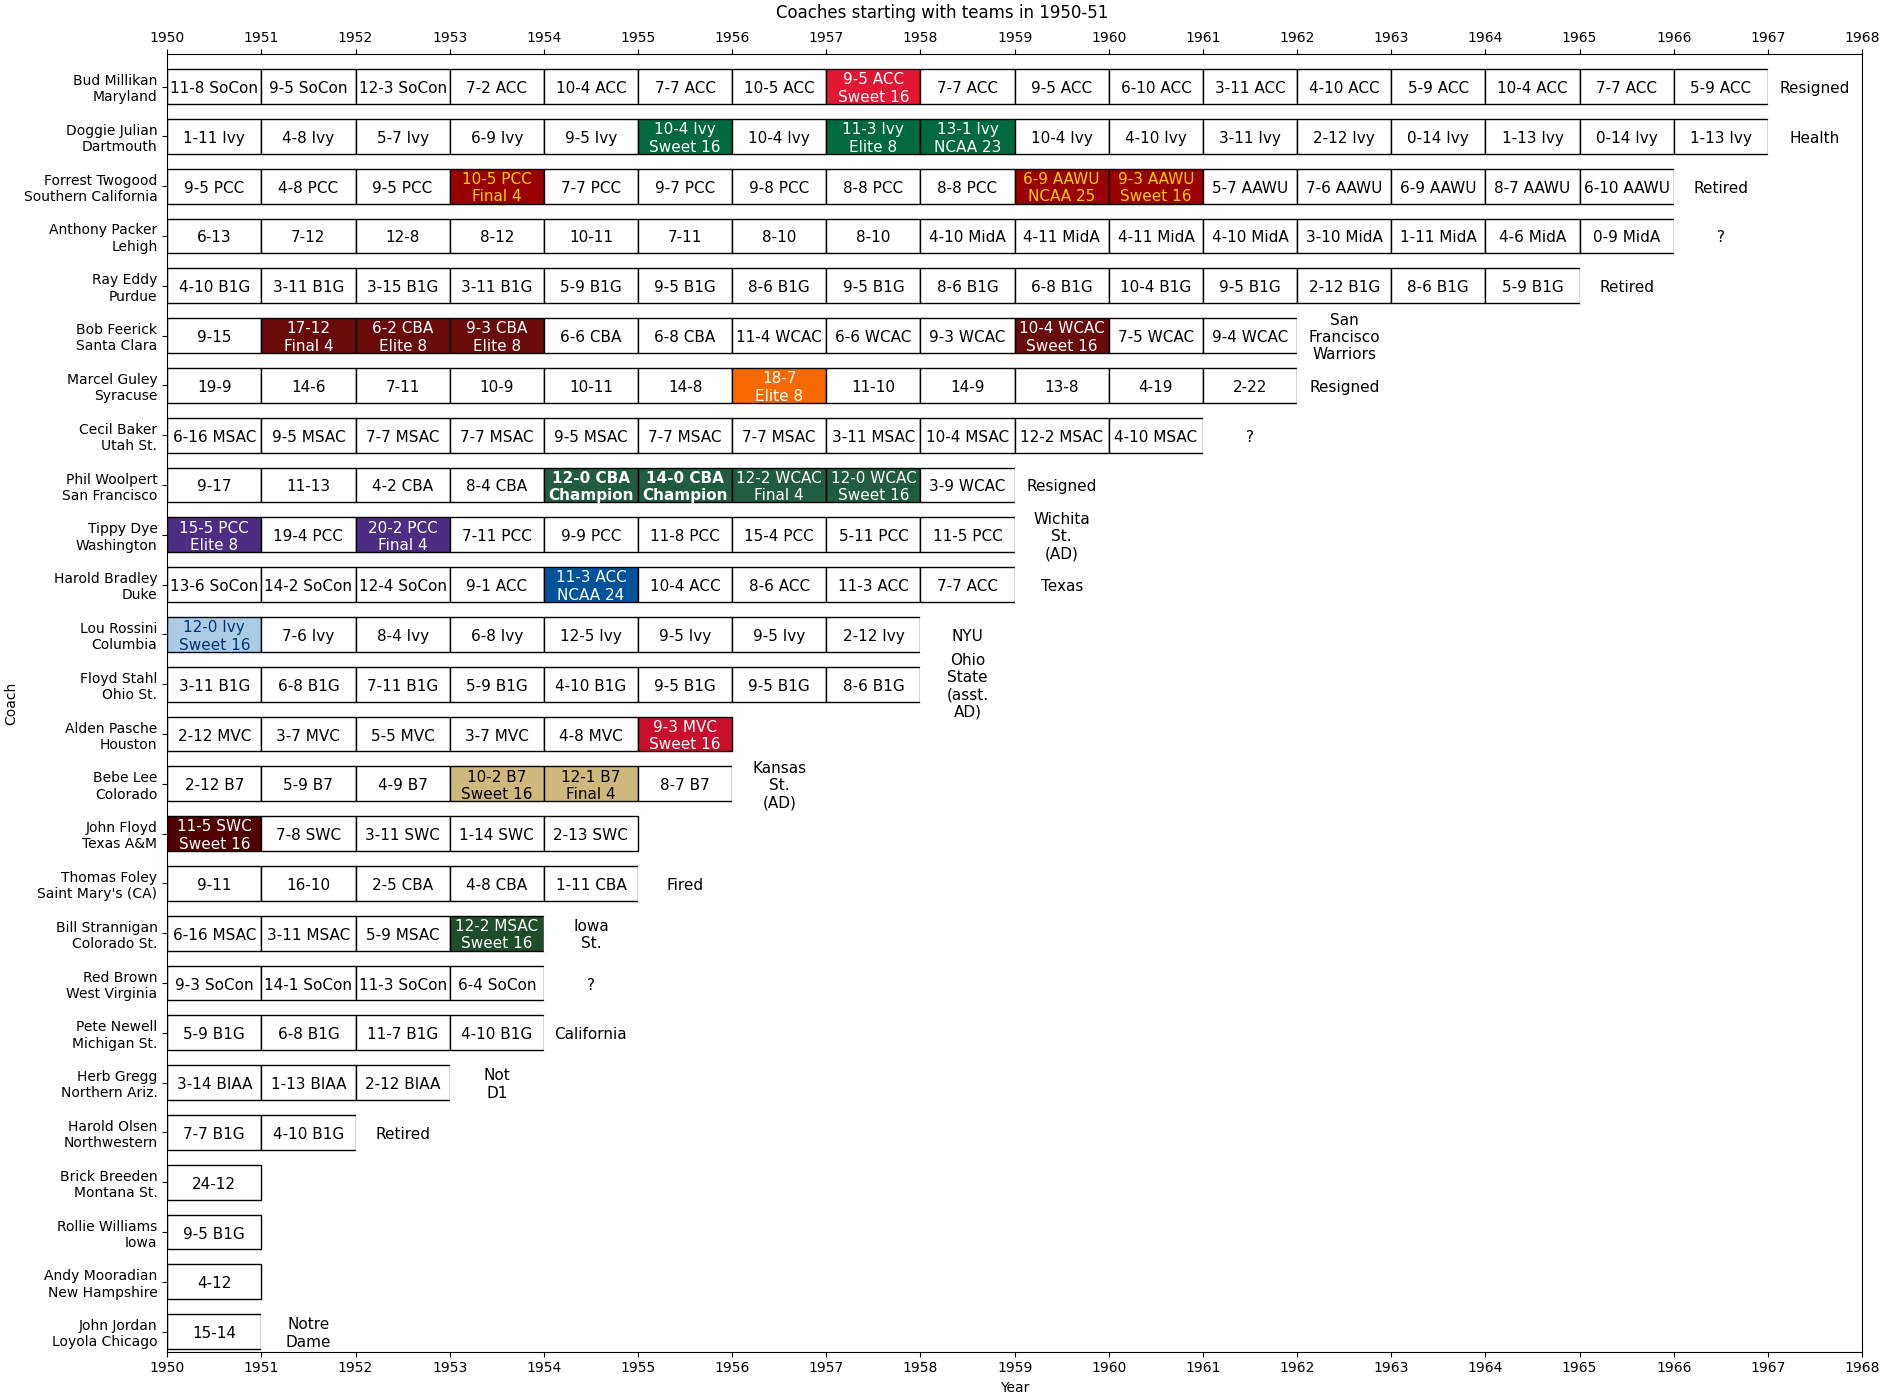 Coaches starting with teams in 1950-51
1950 1951 1952 1953 1954 1955 1956 1957 1958 1959 1960 1961 1962 1963 1964 1965 1966 1967 1968
Bud Millikan
Maryland
11-8 SoCon 9-5 SoCon 12-3 SoCon 7-2 ACC 10-4 ACC 7-7 ACC 10-5 ACC 9-5 ACC
Sweet 16
7-7 ACC 9-5 ACC 6-10 ACC 3-11 ACC 4-10 ACC 5-9 ACC 10-4 ACC 7-7 ACC 5-9 ACC Resigned
Doggie Julian
Dartmouth
1-11 Ivy 4-8 Ivy 5-7 Ivy 6-9 Ivy 9-5 Ivy 10-4 Ivy
Sweet 16
10-4 Ivy 11-3 Ivy
Elite 8
13-1 Ivy
NCAA 23
10-4 Ivy 4-10 Ivy 3-11 Ivy 2-12 Ivy 0-14 Ivy 1-13 Ivy 0-14 Ivy 1-13 Ivy Health
Forrest Twogood
Southern California
9-5 PCC 4-8 PCC 9-5 PCC 10-5 PCC
Final 4
7-7 PCC 9-7 PCC 9-8 PCC 8-8 PCC 8-8 PCC 6-9 AAWU
NCAA 25
9-3 AAWU
Sweet 16
5-7 AAWU 7-6 AAWU 6-9 AAWU 8-7 AAWU 6-10 AAWU Retired
Anthony Packer
Lehigh
6-13 7-12 12-8 8-12 10-11 7-11 8-10 8-10 4-10 MidA 4-11 MidA 4-11 MidA 4-10 MidA 3-10 MidA 1-11 MidA 4-6 MidA 0-9 MidA ?
Ray Eddy
Purdue
4-10 B1G 3-11 B1G 3-15 B1G 3-11 B1G 5-9 B1G 9-5 B1G 8-6 B1G 9-5 B1G 8-6 B1G 6-8 B1G 10-4 B1G 9-5 B1G 2-12 B1G 8-6 B1G 5-9 B1G Retired
Bob Feerick
Santa Clara
9-15 17-12
Final 4
6-2 CBA
Elite 8
9-3 CBA
Elite 8
6-6 CBA 6-8 CBA 11-4 WCAC 6-6 WCAC 9-3 WCAC 10-4 WCAC
Sweet 16
7-5 WCAC 9-4 WCAC San
Francisco
Warriors
Marcel Guley
Syracuse
19-9 14-6 7-11 10-9 10-11 14-8 18-7
Elite 8
11-10 14-9 13-8 4-19 2-22 Resigned
Cecil Baker
Utah St.
6-16 MSAC 9-5 MSAC 7-7 MSAC 7-7 MSAC 9-5 MSAC 7-7 MSAC 7-7 MSAC 3-11 MSAC 10-4 MSAC 12-2 MSAC 4-10 MSAC ?
Phil Woolpert
San Francisco
9-17 11-13 4-2 CBA 8-4 CBA 12-0 CBA
Champion
14-0 CBA
Champion
12-2 WCAC
Final 4
12-0 WCAC
Sweet 16
3-9 WCAC Resigned
Tippy Dye
Washington
15-5 PCC
Elite 8
19-4 PCC 20-2 PCC
Final 4
7-11 PCC 9-9 PCC 11-8 PCC 15-4 PCC 5-11 PCC 11-5 PCC Wichita
St.
(AD)
Harold Bradley
Duke
13-6 SoCon 14-2 SoCon 12-4 SoCon 9-1 ACC 11-3 ACC
NCAA 24
10-4 ACC 8-6 ACC 11-3 ACC 7-7 ACC Texas
Lou Rossini
Columbia
12-0 Ivy
Sweet 16
7-6 Ivy 8-4 Ivy 6-8 Ivy 12-5 Ivy 9-5 Ivy 9-5 Ivy 2-12 Ivy NYU
Floyd Stahl
Ohio St.
3-11 B1G 6-8 B1G 7-11 B1G 5-9 B1G 4-10 B1G 9-5 B1G 9-5 B1G 8-6 B1G Ohio
State
(asst.
AD)
Alden Pasche
Houston
2-12 MVC 3-7 MVC 5-5 MVC 3-7 MVC 4-8 MVC 9-3 MVC
Sweet 16
Bebe Lee
Colorado
2-12 B7 5-9 B7 4-9 B7 10-2 B7
Sweet 16
12-1 B7
Final 4
8-7 B7 Kansas
St.
(AD)
John Floyd
Texas A&M
11-5 SWC
Sweet 16
7-8 SWC 3-11 SWC 1-14 SWC 2-13 SWC
Thomas Foley
Saint Mary's (CA)
9-11 16-10 2-5 CBA 4-8 CBA 1-11 CBA Fired
Bill Strannigan
Colorado St.
6-16 MSAC 3-11 MSAC 5-9 MSAC 12-2 MSAC
Sweet 16
Iowa
St.
Red Brown
West Virginia
9-3 SoCon 14-1 SoCon 11-3 SoCon 6-4 SoCon ?
Pete Newell
Michigan St.
5-9 B1G 6-8 B1G 11-7 B1G 4-10 B1G California
Herb Gregg
Northern Ariz.
3-14 BIAA 1-13 BIAA 2-12 BIAA Not
D1
Harold Olsen
Northwestern
7-7 B1G 4-10 B1G Retired
Brick Breeden
Montana St.
24-12
Rollie Williams
Iowa
9-5 B1G
Andy Mooradian
New Hampshire
4-12
John Jordan
Loyola Chicago
15-14 Notre
Dame
1950 1951 1952 1953 1954 1955 1956 1957 1958 1959 1960 1961 1962 1963 1964 1965 1966 1967 1968
Year
Coach